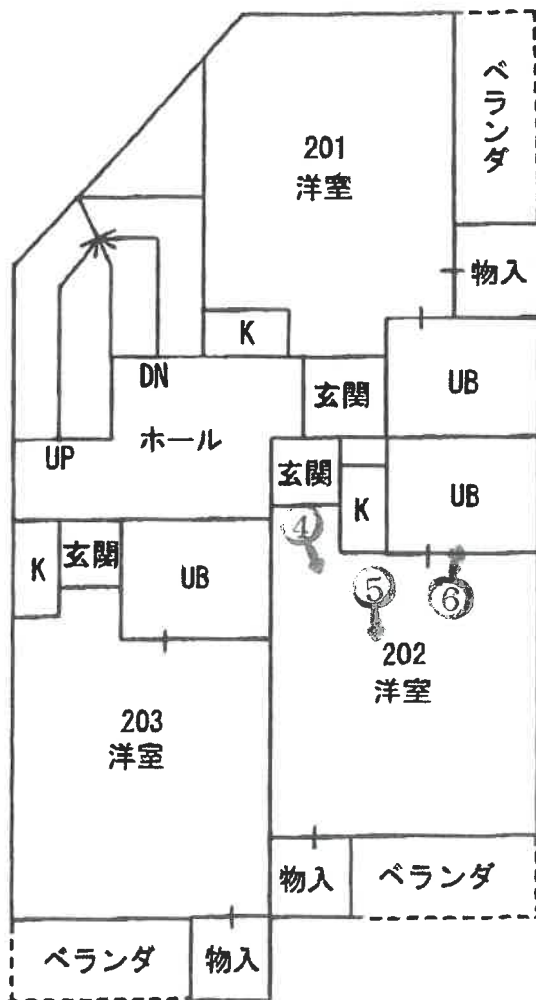 ベランダ
201
洋室
物入
K
DN
玄関
UB
ホール
UP
玄関
K
UB
④
⑤
⑥
K
玄関
UB
202
洋室
203
洋室
物入
ベランダ
ベランダ
物入